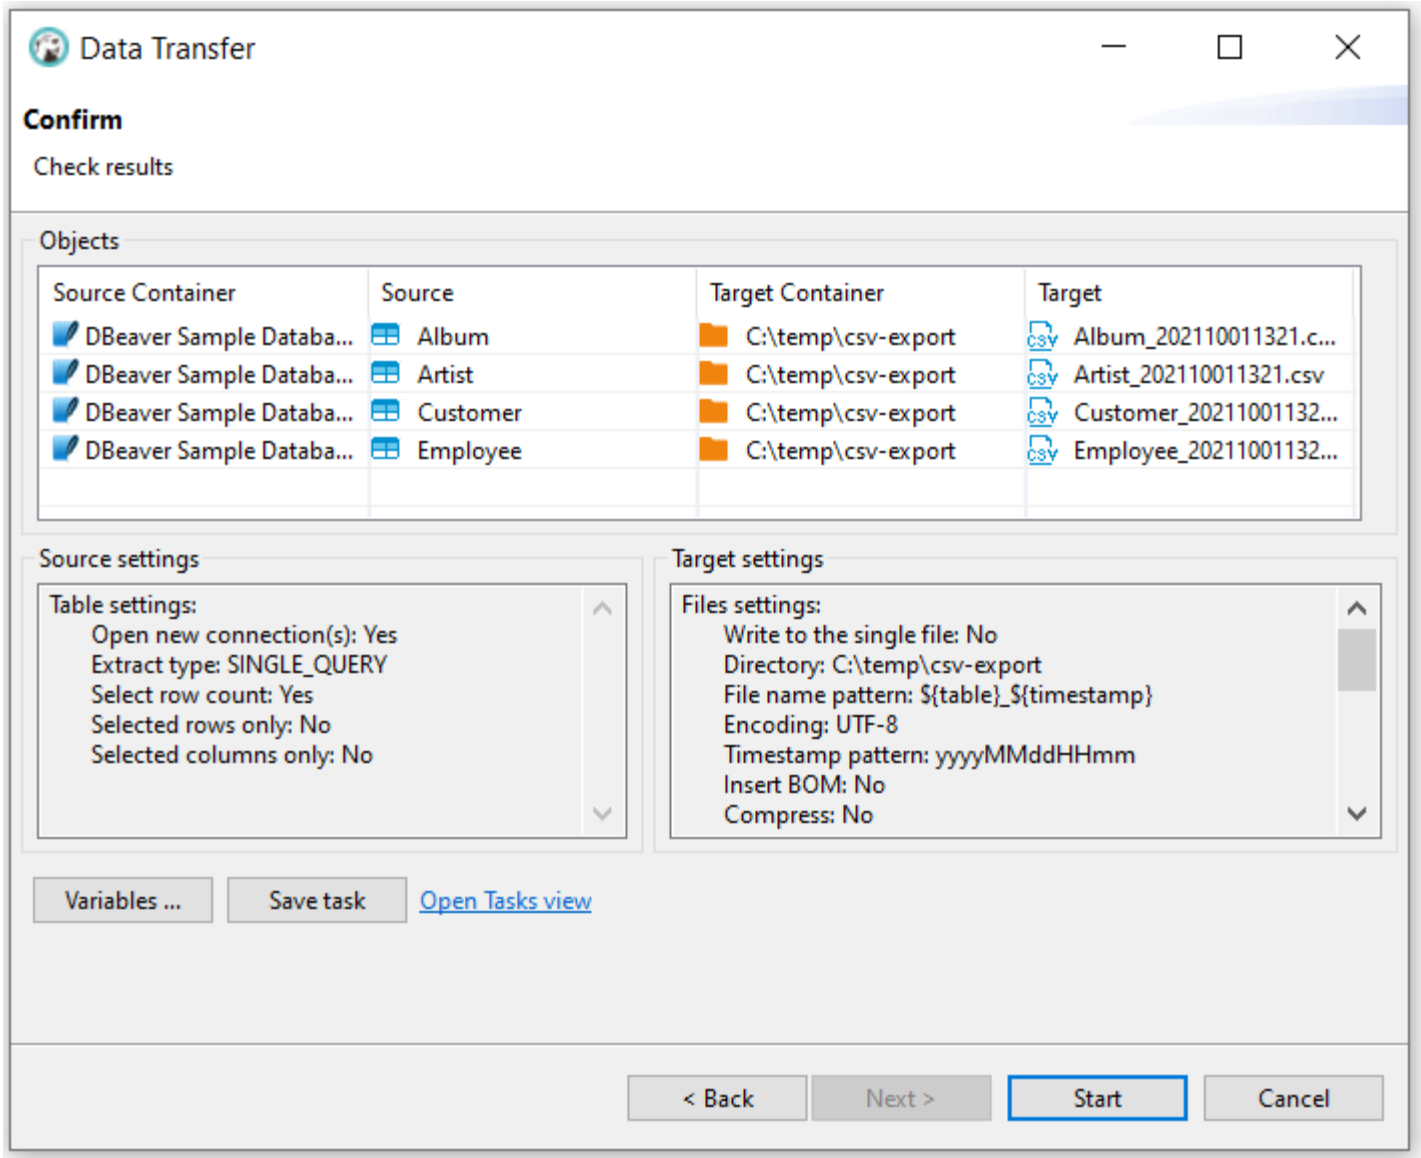 Data Transfer
Confirm
Check results
Objects
Source Container Source Target Container Target
DBeaver Sample Databa... Album C:\temp\csv-export Album_202110011321.c...
DBeaver Sample Databa... Artist C:\temp\csv-export Artist_202110011321.csv
DBeaver Sample Databa... Customer C:\temp\csv-export Customer_20211001132...
DBeaver Sample Databa... Employee C:\temp\csv-export Employee_20211001132...
Source settings
Table settings:
Open new connection(s): Yes
Extract type: SINGLE_QUERY
Select row count: Yes
Selected rows only: No
Selected columns only: No
Target settings
Files settings:
Write to the single file: No
Directory: C:\temp\csv-export
File name pattern: ${table}_${timestamp}
Encoding: UTF-8
Timestamp pattern: yyyyMMddHHmm
Insert BOM: No
Compress: No
Variables ... Save task Open Tasks view
< Back Next > Start Cancel